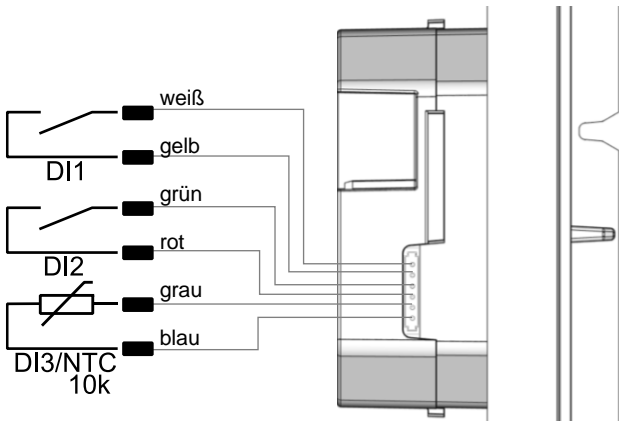 weiß
gelb
DI1
grün
rot
DI2
grau
blau
DI3/NTC
10k